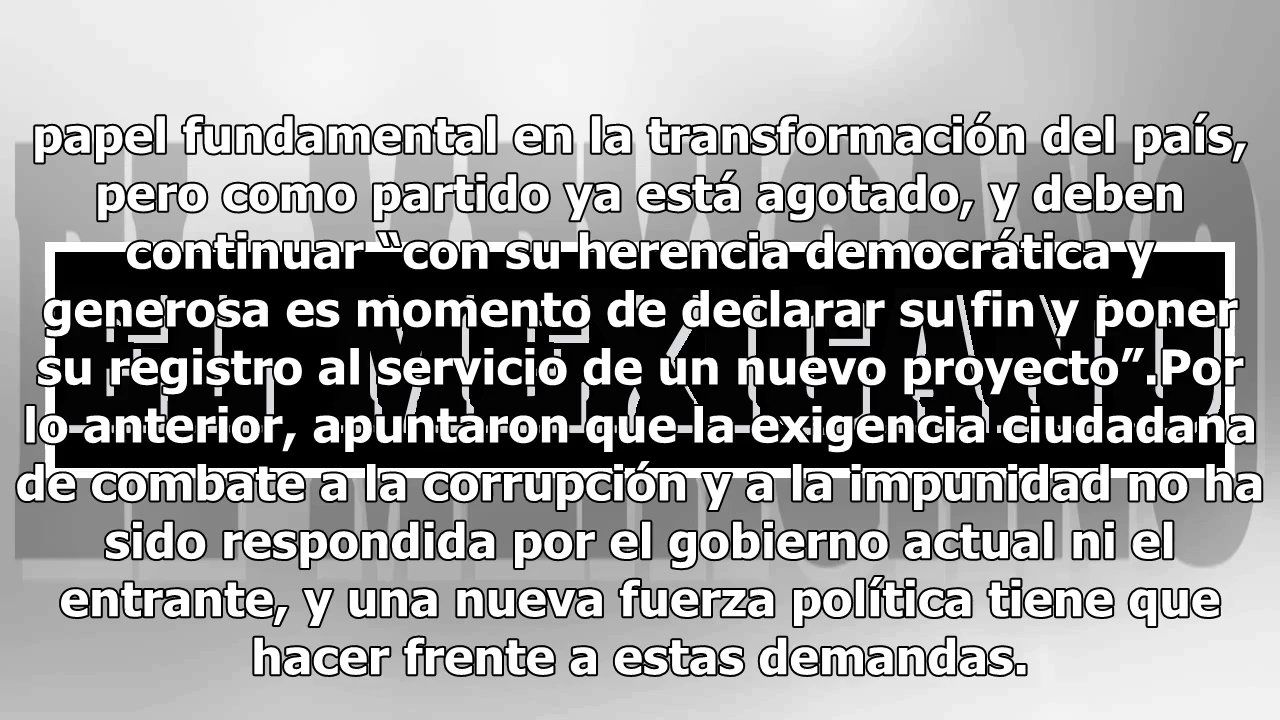 papel fundamental en la transformación del país,
pero como partido ya está agotado, y deben
continuar “con su herencia democrática y
generosa es momento de declarar su fin y poner
su registro al servicio de un nuevo proyecto”.Por
lo anterior, apuntaron que la exigencia ciudadana
de combate a la corrupción y a la impunidad no ha
sido respondida por el gobierno actual ni el
entrante, y una nueva fuerza política tiene que
hacer frente a estas demandas.
EL MEXICANO